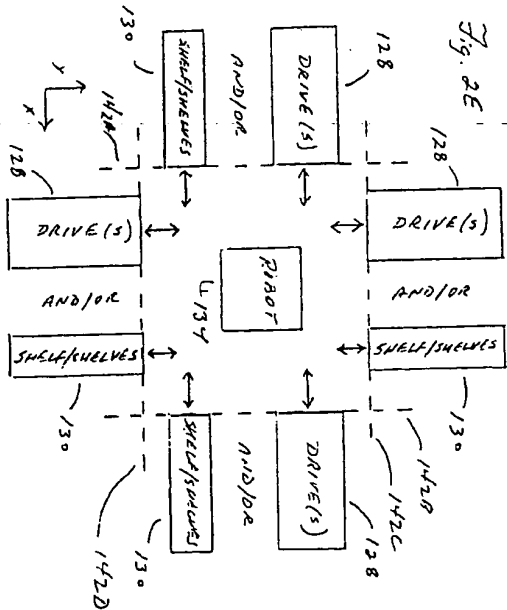 Fig. 2E
128
DRIVE(S)
AND/OR
SHELF/SHELVES
130
Y
X
142A
128
DRIVE(S)
AND/OR
SHELF/SHELVES
130
ROBOT
134
128
DRIVE(S)
AND/OR
SHELF/SHELVES
130
142B
142C
DRIVE(S)
128
AND/OR
SHELF/SHELVES
130
142D